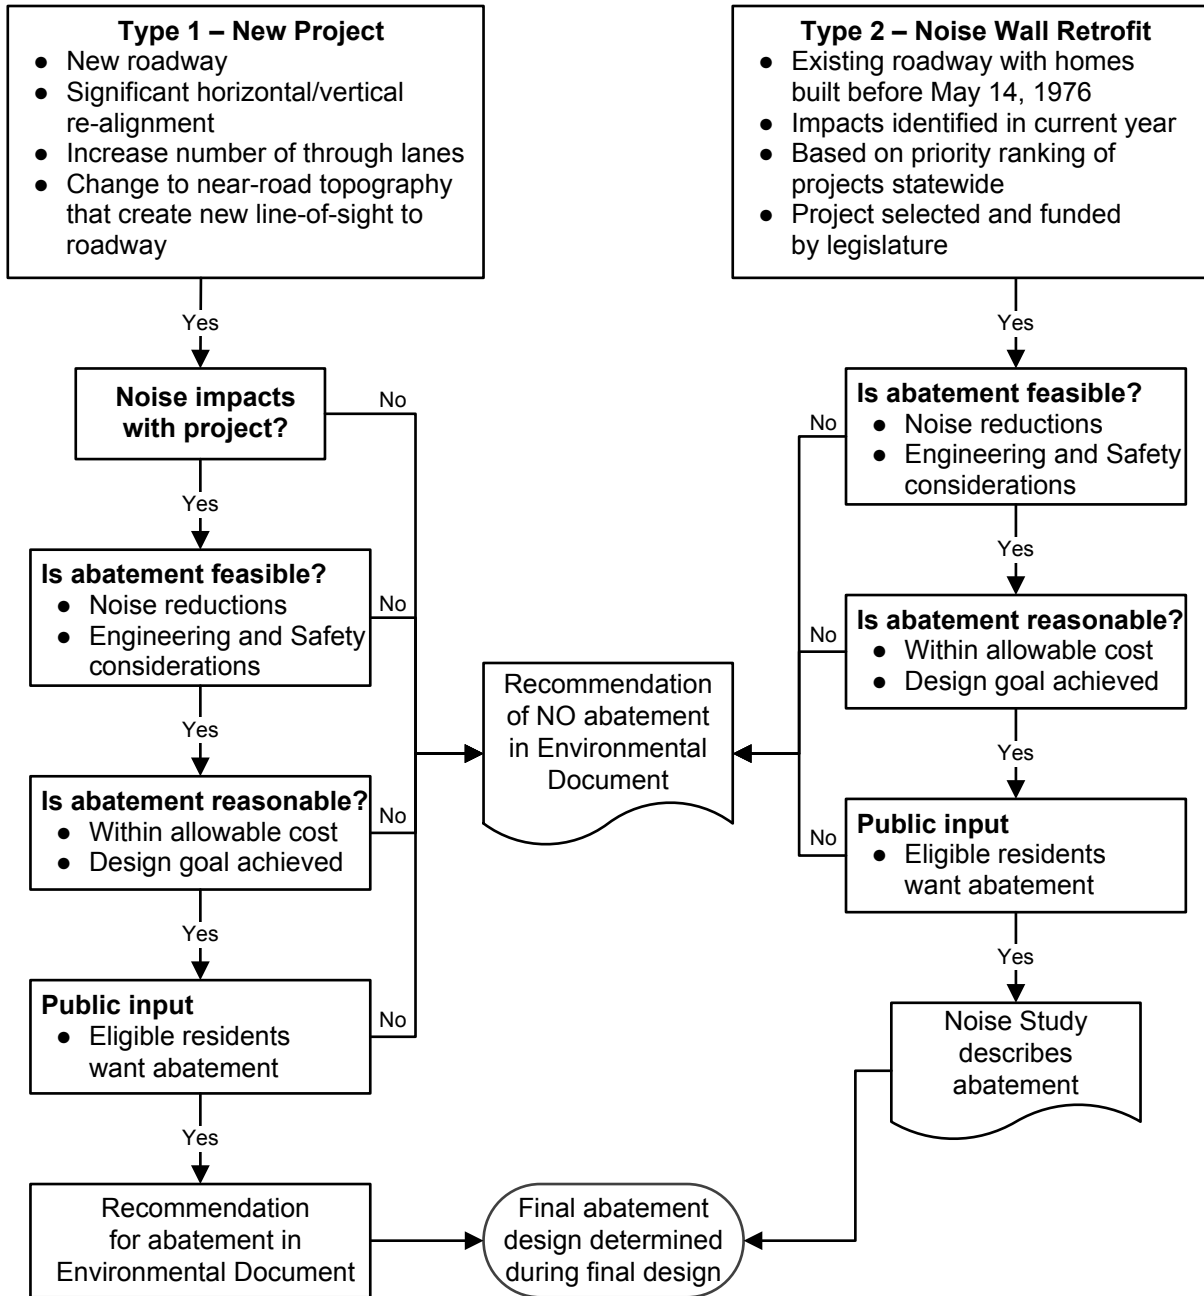 Type 1 – New Project
● New roadway
● Significant horizontal/vertical
re-alignment
● Increase number of through lanes
● Change to near-road topography
that create new line-of-sight to
roadway
Yes
Noise impacts
with project?
No
Yes
Is abatement feasible?
● Noise reductions
● Engineering and Safety
considerations
No
Yes
Is abatement reasonable?
● Within allowable cost
● Design goal achieved
No
Yes
Public input
● Eligible residents
want abatement
No
Yes
Recommendation
for abatement in
Environmental Document
Recommendation
of NO abatement
in Environmental
Document
Final abatement
design determined
during final design
Type 2 – Noise Wall Retrofit
● Existing roadway with homes
built before May 14, 1976
● Impacts identified in current year
● Based on priority ranking of
projects statewide
● Project selected and funded
by legislature
Yes
Is abatement feasible?
● Noise reductions
● Engineering and Safety
considerations
No
Yes
Is abatement reasonable?
● Within allowable cost
● Design goal achieved
No
Yes
Public input
● Eligible residents
want abatement
No
Yes
Noise Study
describes
abatement